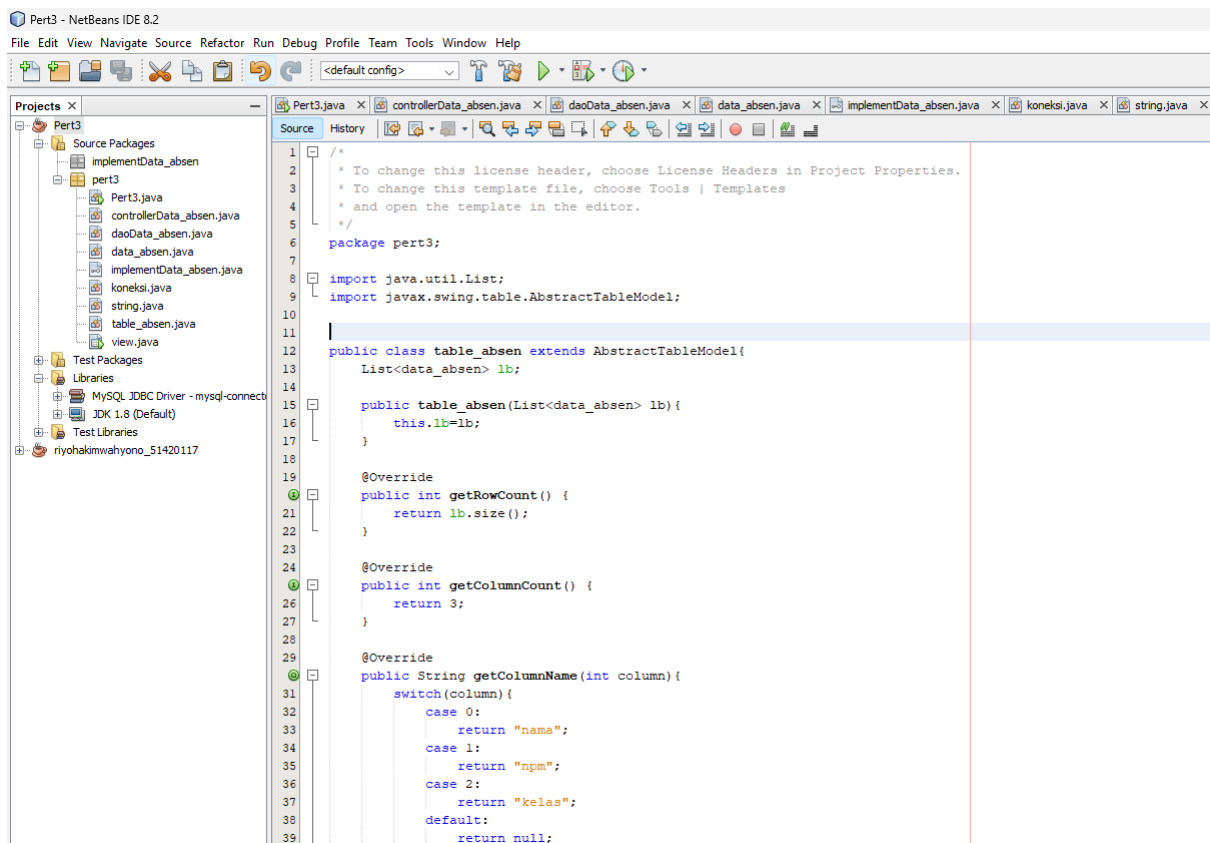 Pert3 - NetBeans IDE 8.2
File Edit View Navigate Source Refactor Run Debug Profile Team Tools Window Help
<default config>
Projects
Pert3
Source Packages
implementData_absen
pert3
Pert3.java
controllerData_absen.java
daoData_absen.java
data_absen.java
implementData_absen.java
koneksi.java
string.java
table_absen.java
view.java
Test Packages
Libraries
MySQL JDBC Driver - mysql-connect
JDK 1.8 (Default)
Test Libraries
riyohakimwahyono_51420117
Pert3.java controllerData_absen.java daoData_absen.java data_absen.java implementData_absen.java koneksi.java string.java
Source History
1 /*
2 * To change this license header, choose License Headers in Project Properties.
3 * To change this template file, choose Tools | Templates
4 * and open the template in the editor.
5 */
6 package pert3;
7
8 import java.util.List;
9 import javax.swing.table.AbstractTableModel;
10
11
12 public class table_absen extends AbstractTableModel{
13 List<data_absen> lb;
14
15 public table_absen(List<data_absen> lb){
16 this.lb=lb;
17 }
18
19 @Override
public int getRowCount() {
21 return lb.size();
22 }
23
24 @Override
public int getColumnCount() {
26 return 3;
27 }
28
29 @Override
public String getColumnName(int column){
31 switch(column){
32 case 0:
33 return "nama";
34 case 1:
35 return "npm";
36 case 2:
37 return "kelas";
38 default:
39 return null;